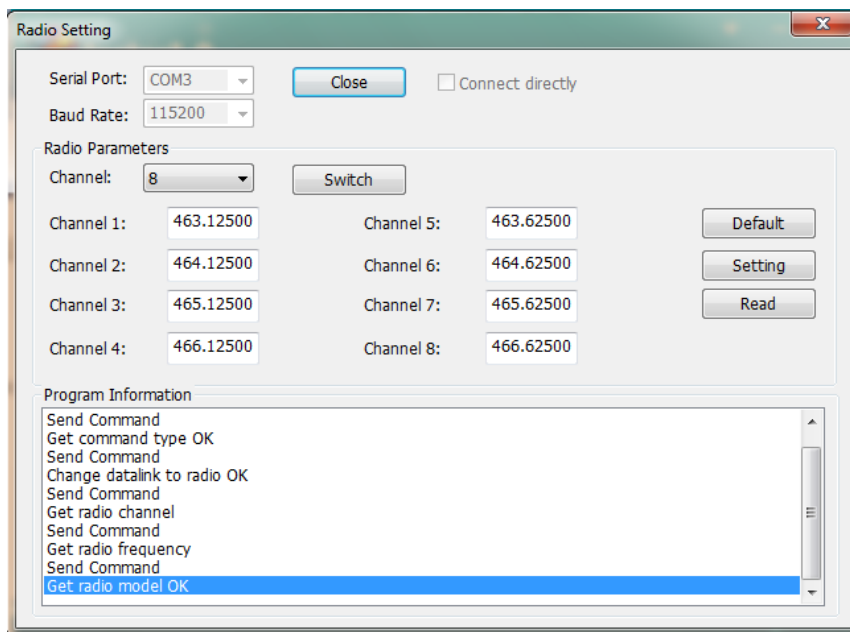 Radio Setting
Serial Port: COM3 Close Connect directly
Baud Rate: 115200
Radio Parameters
Channel: 8 Switch
Channel 1: 463.12500 Channel 5: 463.62500 Default
Channel 2: 464.12500 Channel 6: 464.62500 Setting
Channel 3: 465.12500 Channel 7: 465.62500 Read
Channel 4: 466.12500 Channel 8: 466.62500
Program Information
Send Command
Get command type OK
Send Command
Change datalink to radio OK
Send Command
Get radio channel
Send Command
Get radio frequency
Send Command
Get radio model OK